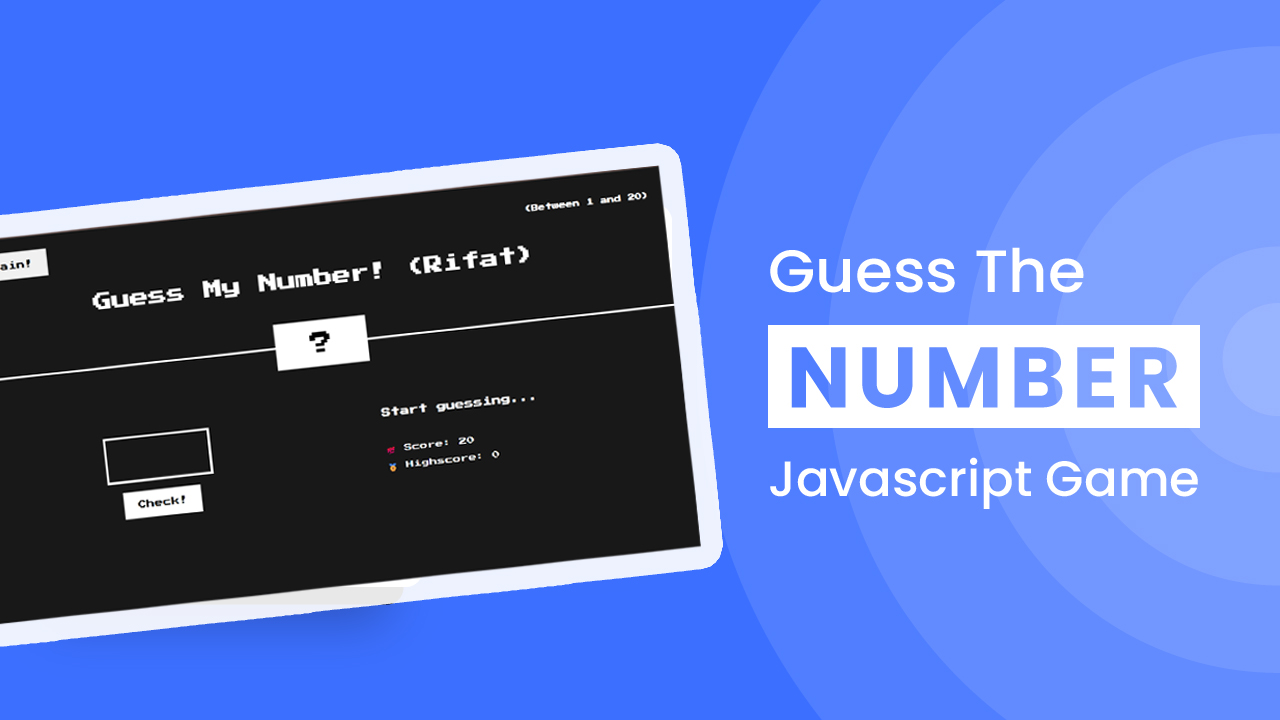 (Between 1 and 20)
ain!
Guess My Number! (Rifat)
?
Start guessing...
Score: 20
Highscore: 0
Check!
Guess The
NUMBER
Javascript Game